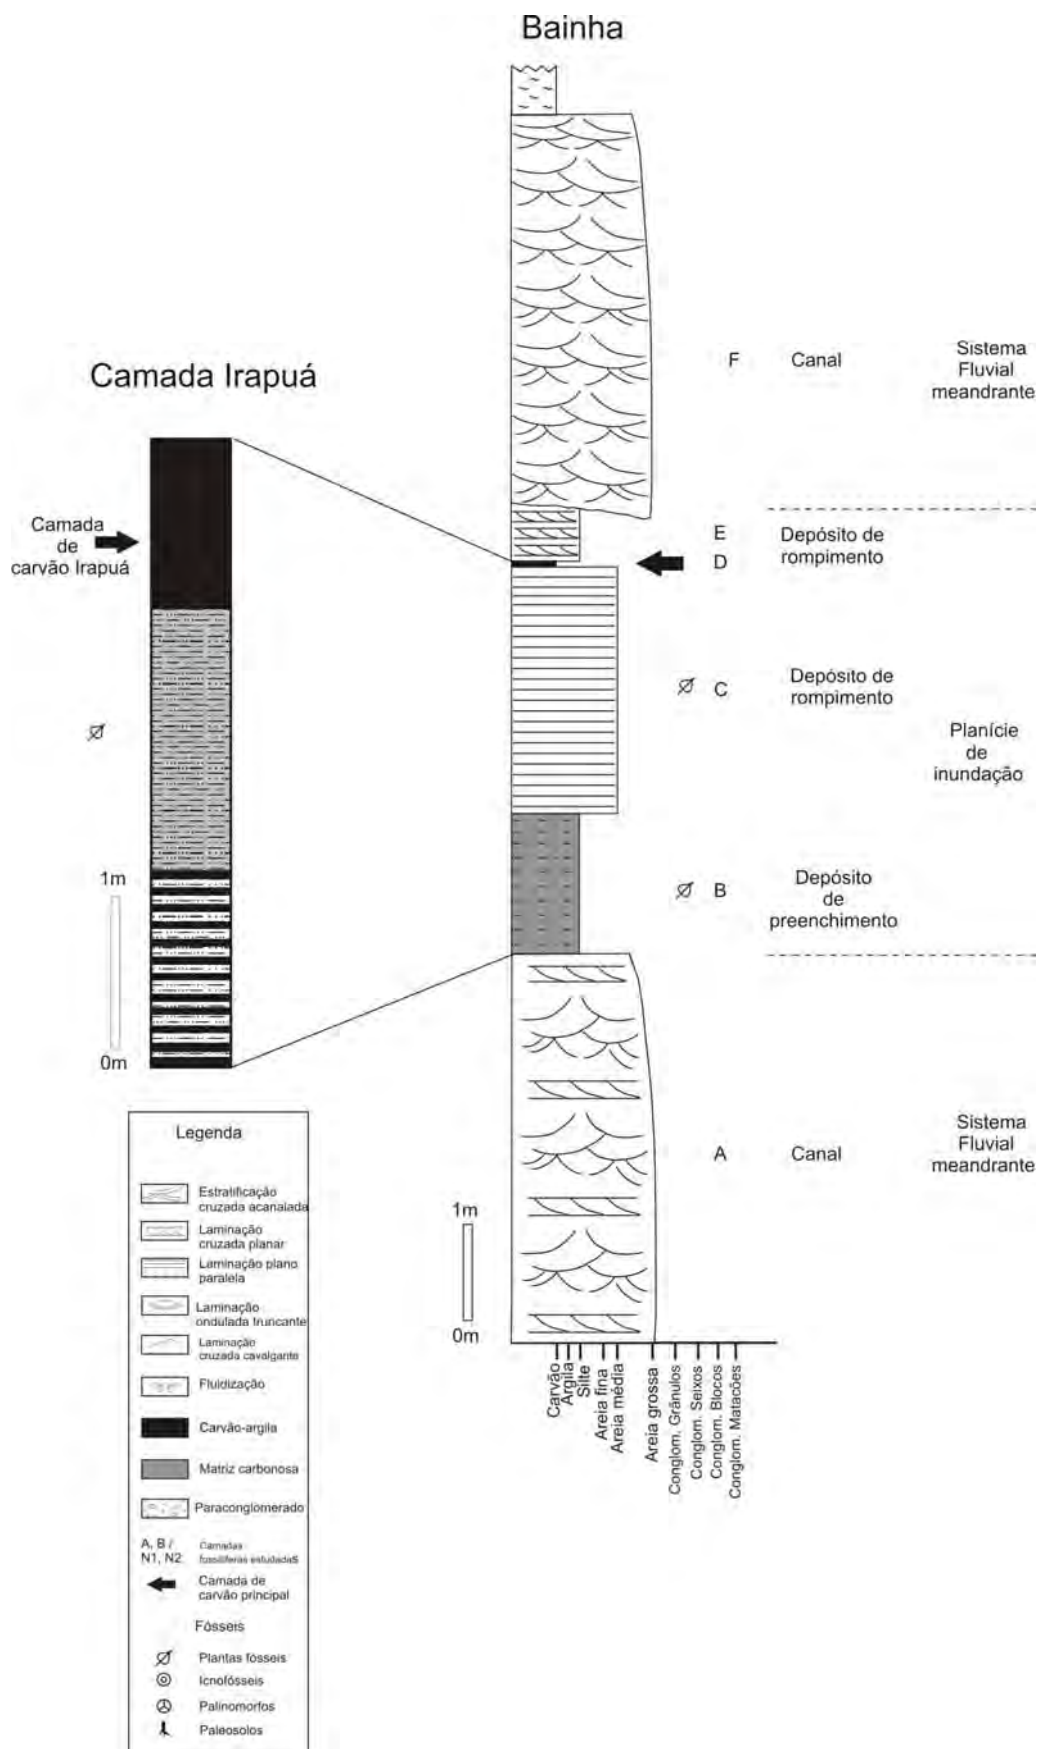 Bainha
F
Canal
Sistema
Fluvial
meandrante
Camada Irapuá
Camada
de
carvão Irapuá
E
D
Depósito de
rompimento
C
Depósito de
rompimento
Planície
de
inundação
1m
0m
B
Depósito
de
preenchimento
A
Canal
Sistema
Fluvial
meandrante
1m
0m
Carvão
Argila
Silte
Areia fina
Areia média
Areia grossa
Conglom. Grânulos
Conglom. Seixos
Conglom. Blocos
Conglom. Matacões
Legenda
Estratificação
cruzada acanalada
Laminação
cruzada planar
Laminação plano
paralela
Laminação
ondulada truncante
Laminação
cruzada cavalgante
Fluidização
Carvão-argila
Matriz carbonosa
Paraconglomerado
A, B /
N1, N2
Camadas
fossilíferas estudadas
Camada de
carvão principal
Fósseis
Plantas fósseis
Icnofósseis
Palinomorfos
Paleosolos